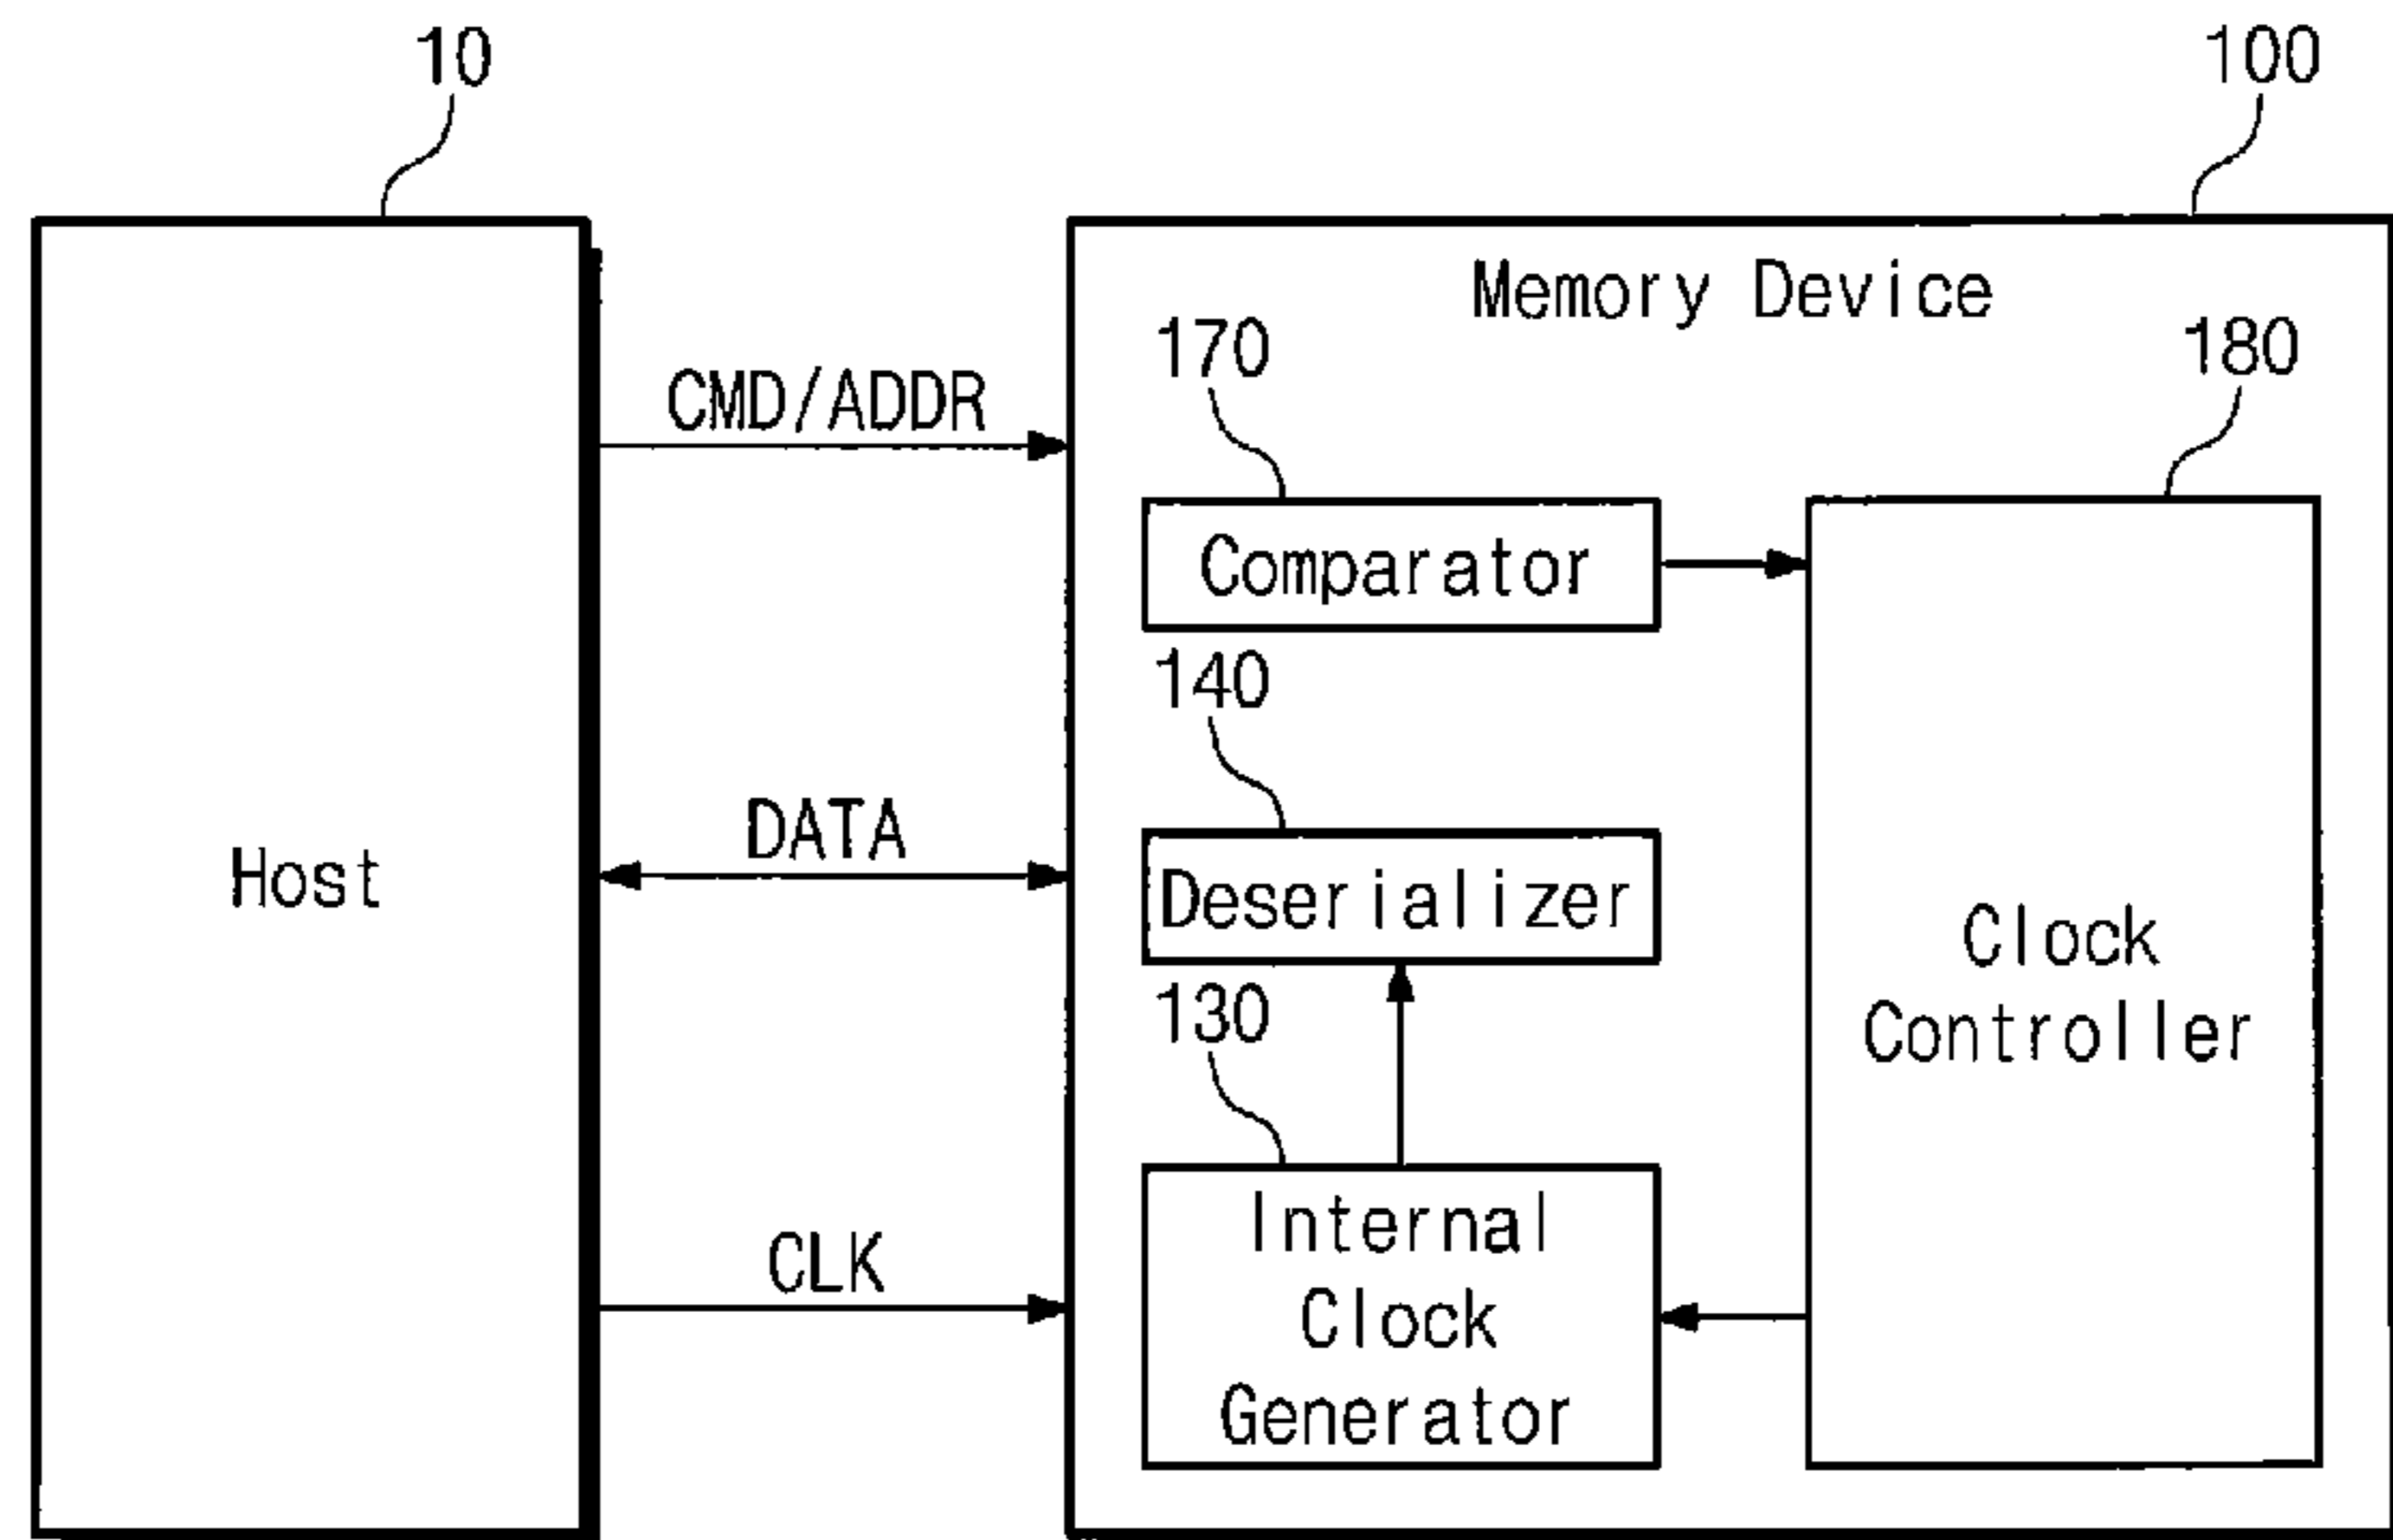 10
100
Memory Device
170
180
CMD/ADDR
Comparator
140
Host
DATA
Deserializer
Clock
Controller
130
CLK
Internal
Clock
Generator